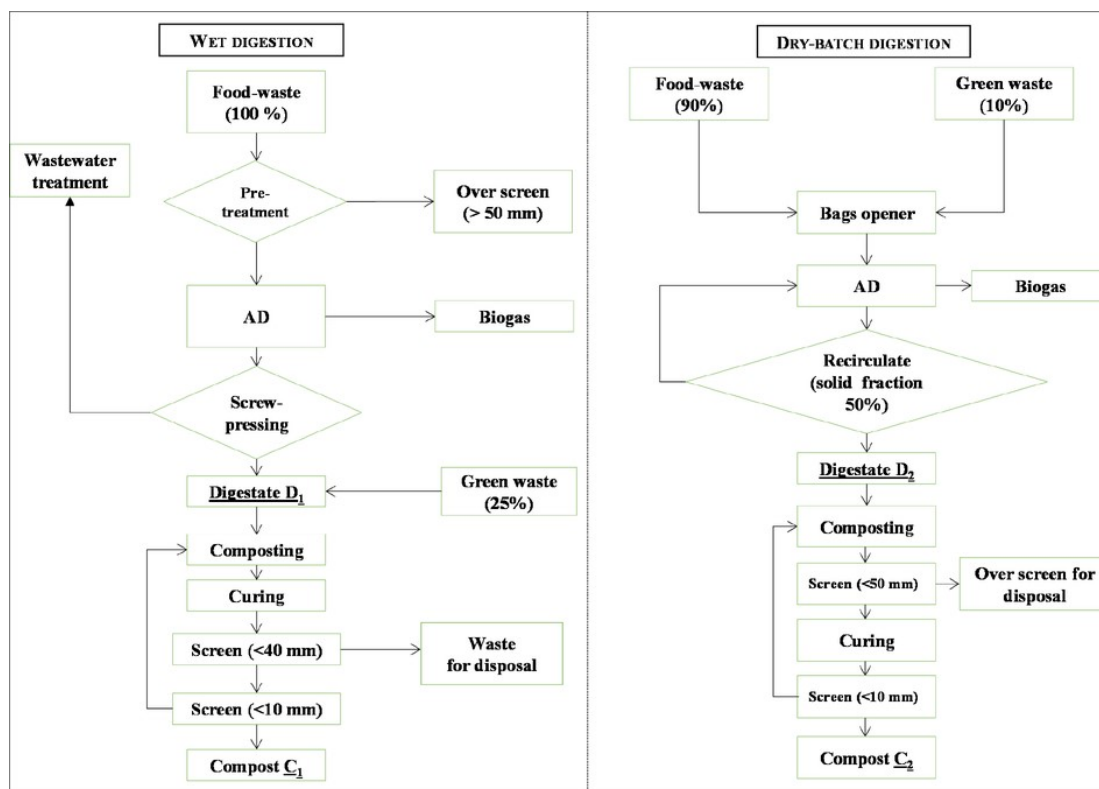 WET DIGESTION
Food-waste
(100 %)
Wastewater
treatment
Pre-
treatment
Over screen
(> 50 mm)
AD
Biogas
Screw-
pressing
Digestate D1
Green waste
(25%)
Composting
Curing
Screen (<40 mm)
Waste
for disposal
Screen (<10 mm)
Compost C1
DRY-BATCH DIGESTION
Food-waste
(90%)
Green waste
(10%)
Bags opener
AD
Biogas
Recirculate
(solid fraction
50%)
Digestate D2
Composting
Screen (<50 mm)
Over screen for
disposal
Curing
Screen (<10 mm)
Compost C2